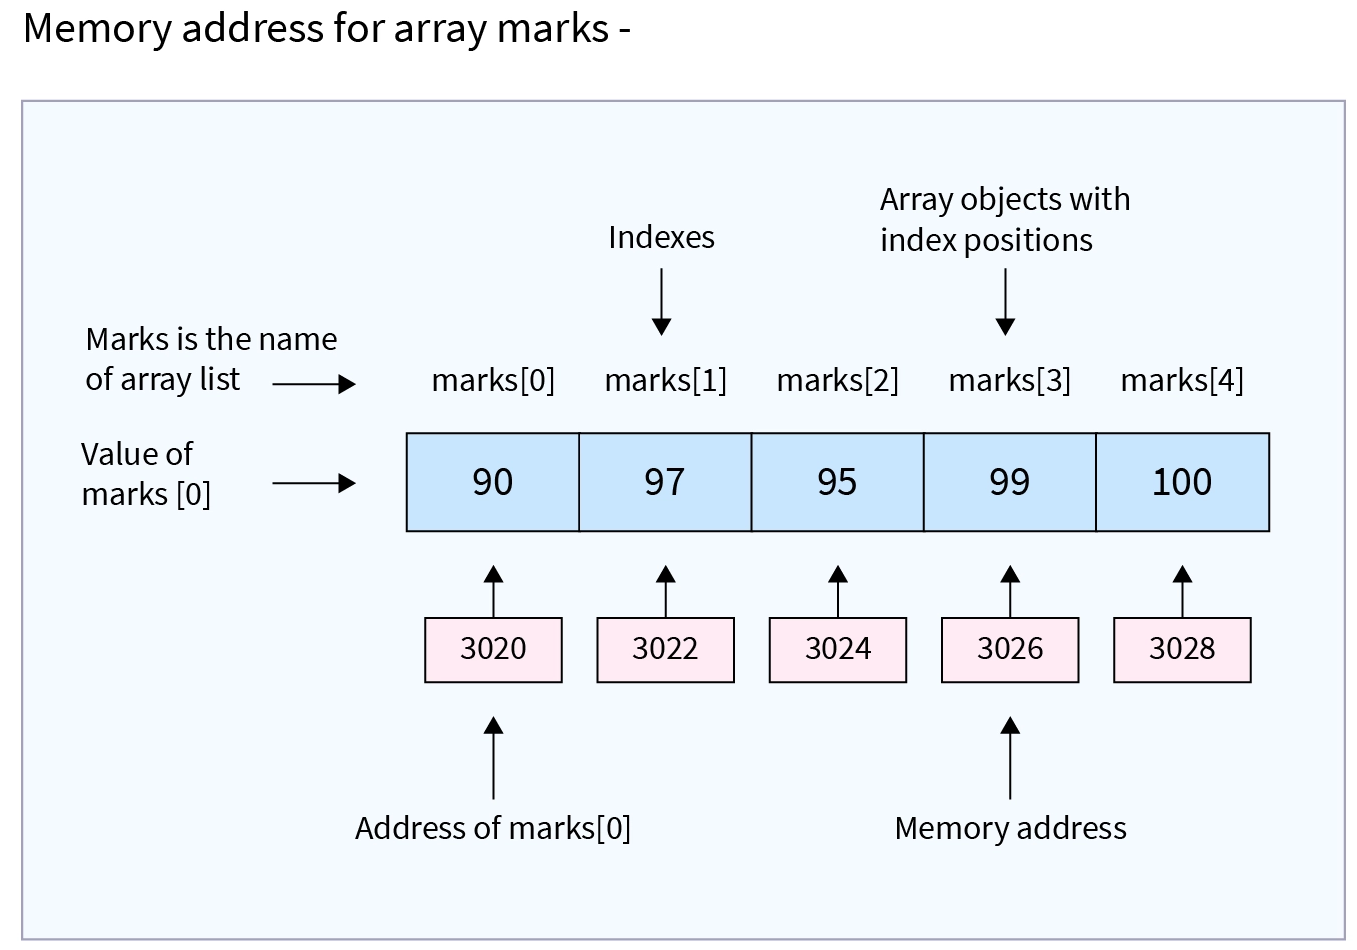 Memory address for array marks -
Array objects with
index positions
Indexes
Marks is the name
of array list
marks[0] marks[1] marks[2] marks[3] marks[4]
Value of
marks [0]
90 97 95 99 100
3020 3022 3024 3026 3028
Address of marks[0] Memory address